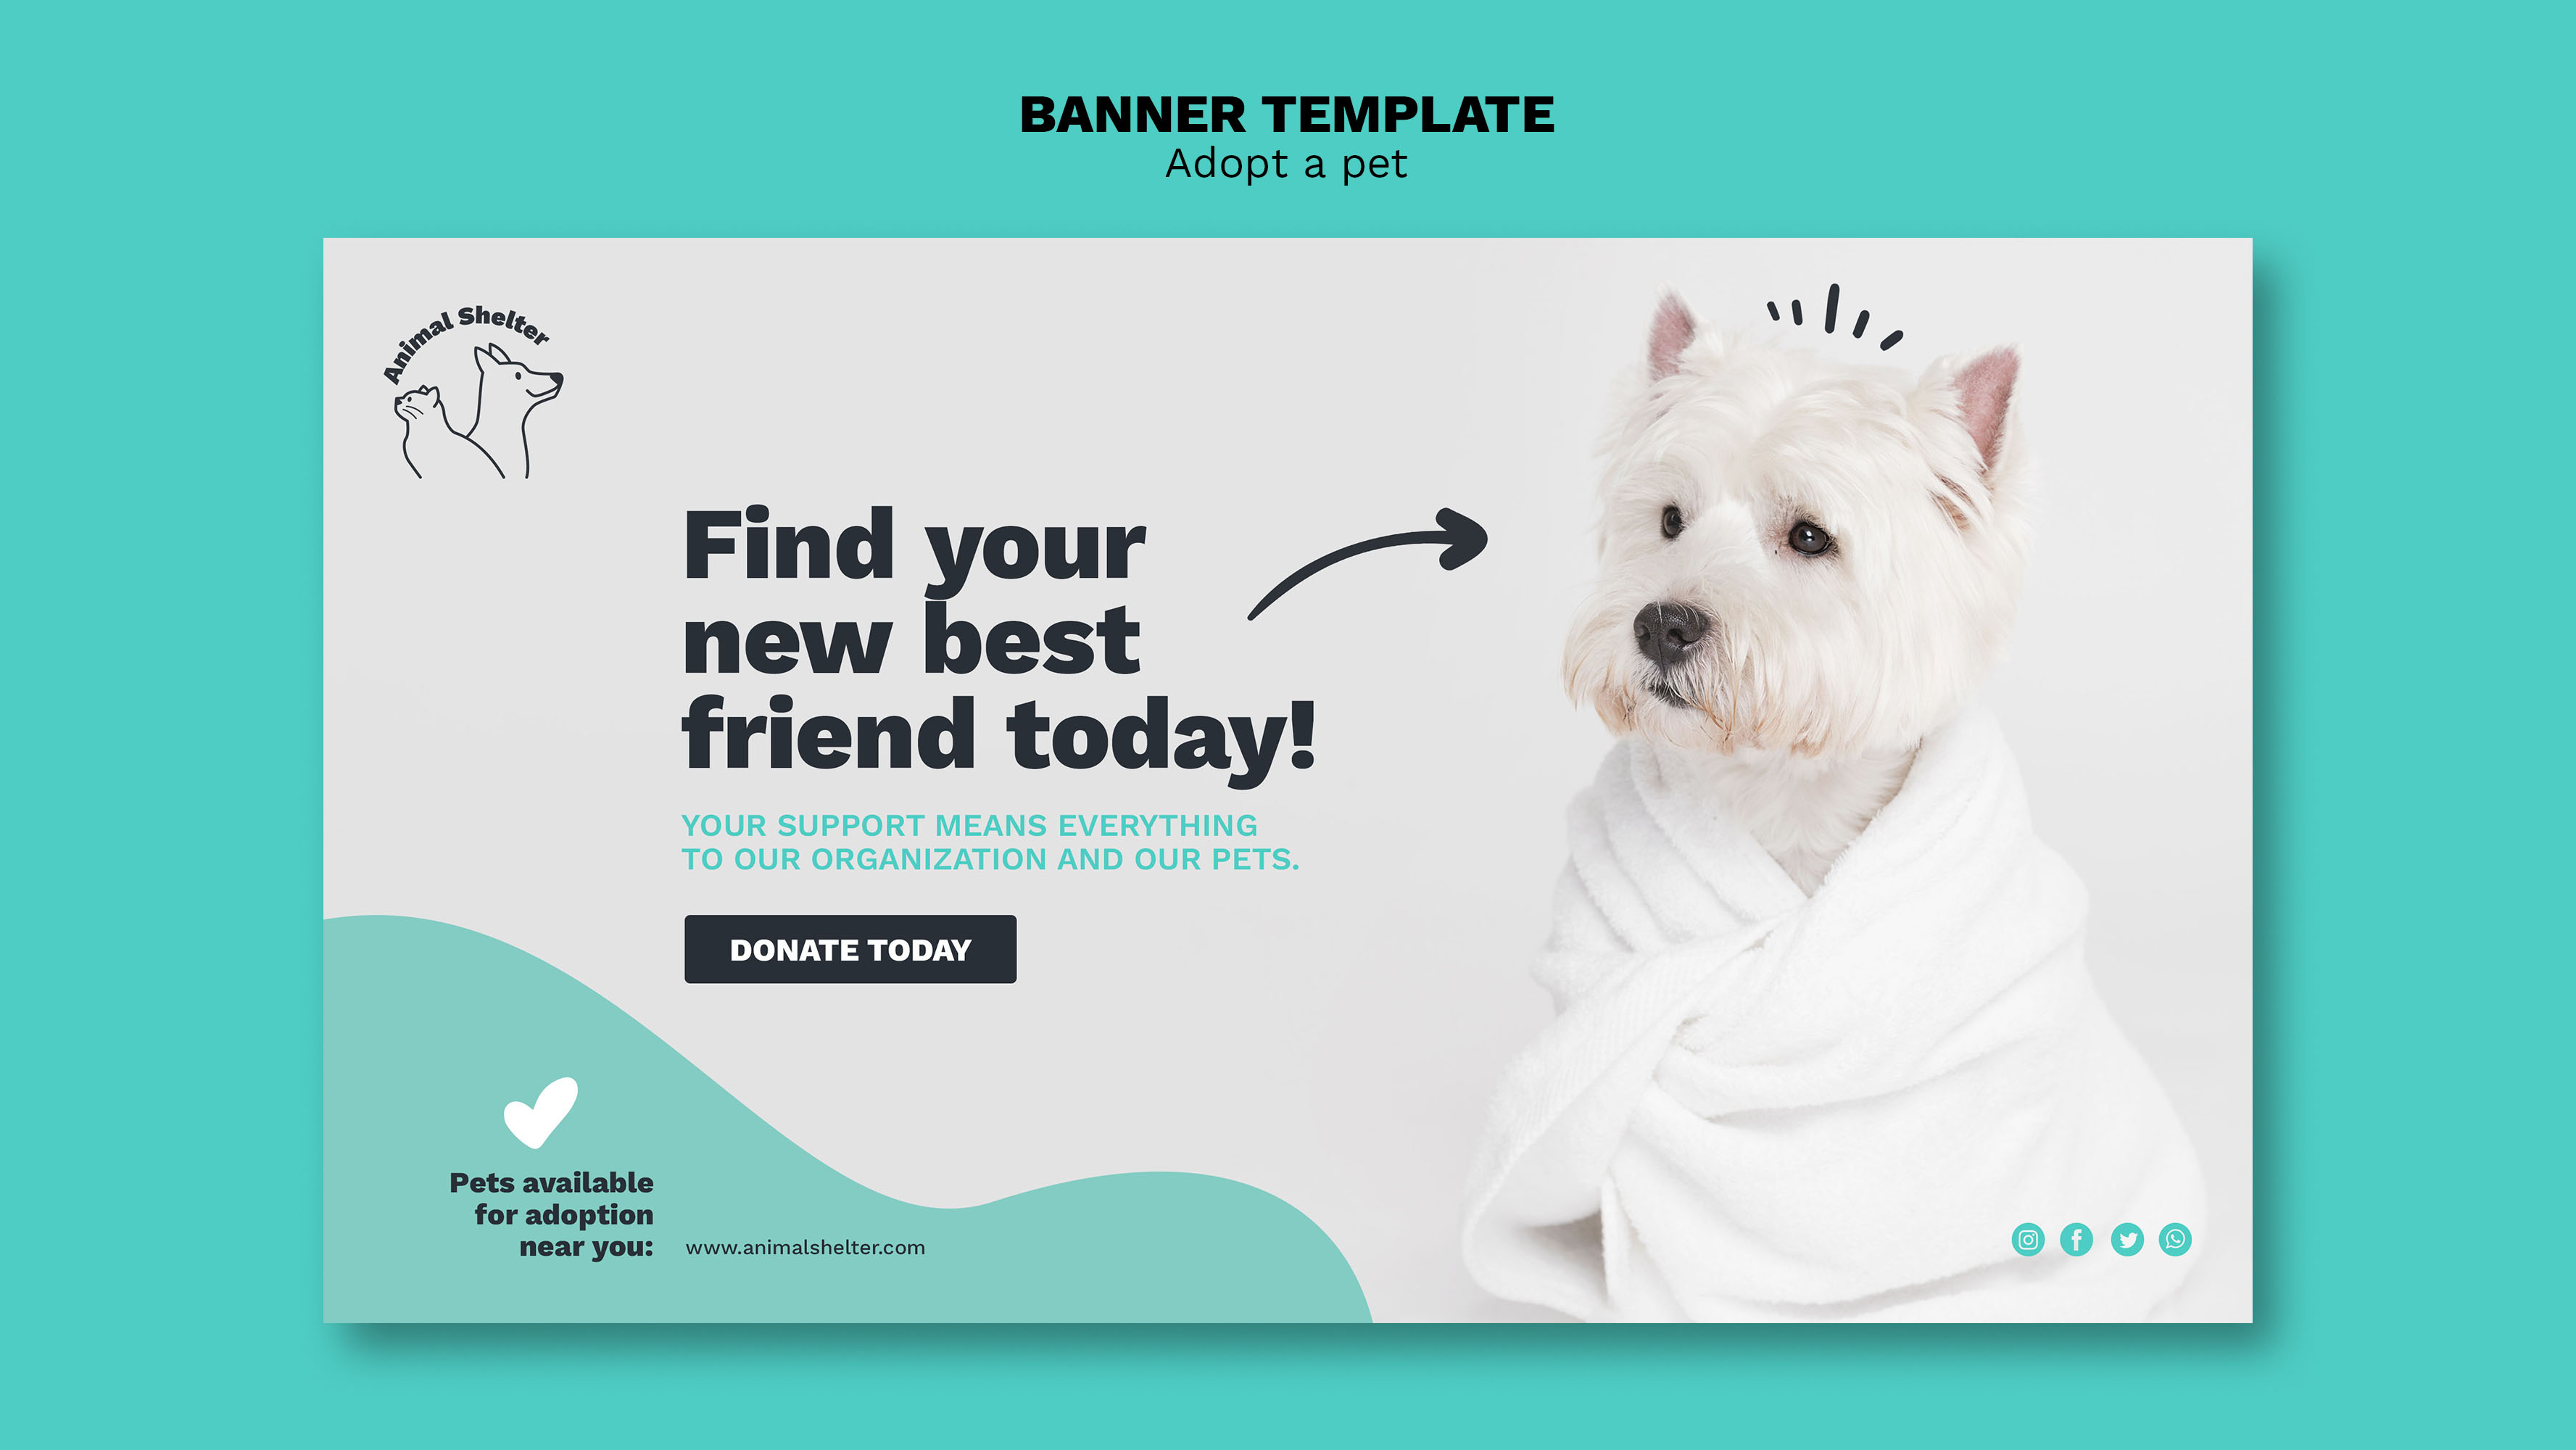 BANNER TEMPLATE
Adopt a pet
Animal Shelter
Find your
new best
friend today!
YOUR SUPPORT MEANS EVERYTHING
TO OUR ORGANIZATION AND OUR PETS.
DONATE TODAY
Pets available
for adoption
near you:
www.animalshelter.com